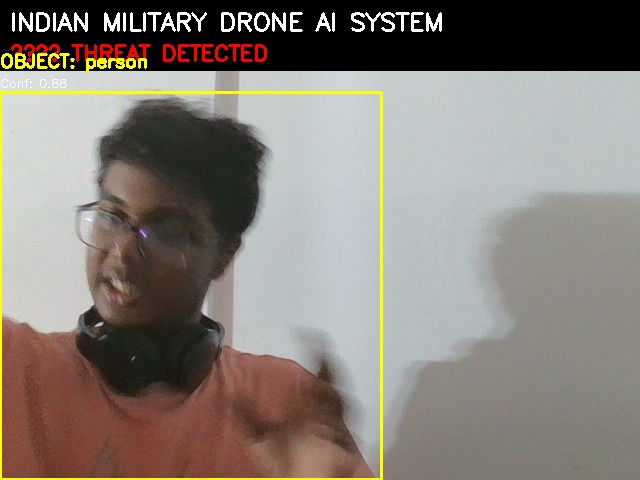 INDIAN MILITARY DRONE AI SYSTEM
???? THREAT DETECTED
OBJECT: person
Conf: 0.88